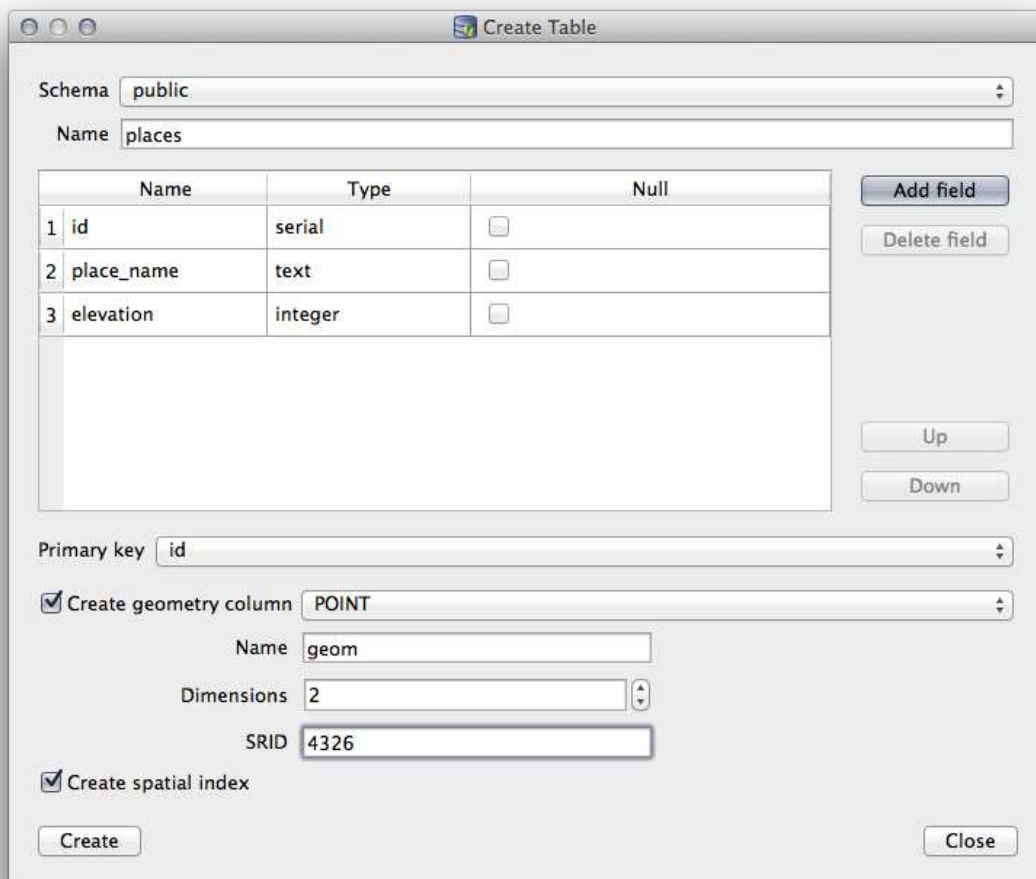 Create Table
Schema public
Name places
Name Type Null
Add field
1 id serial
Delete field
2 place_name text
3 elevation integer
Up
Down
Primary key id
Create geometry column POINT
Name geom
Dimensions 2
SRID 4326
Create spatial index
Create Close